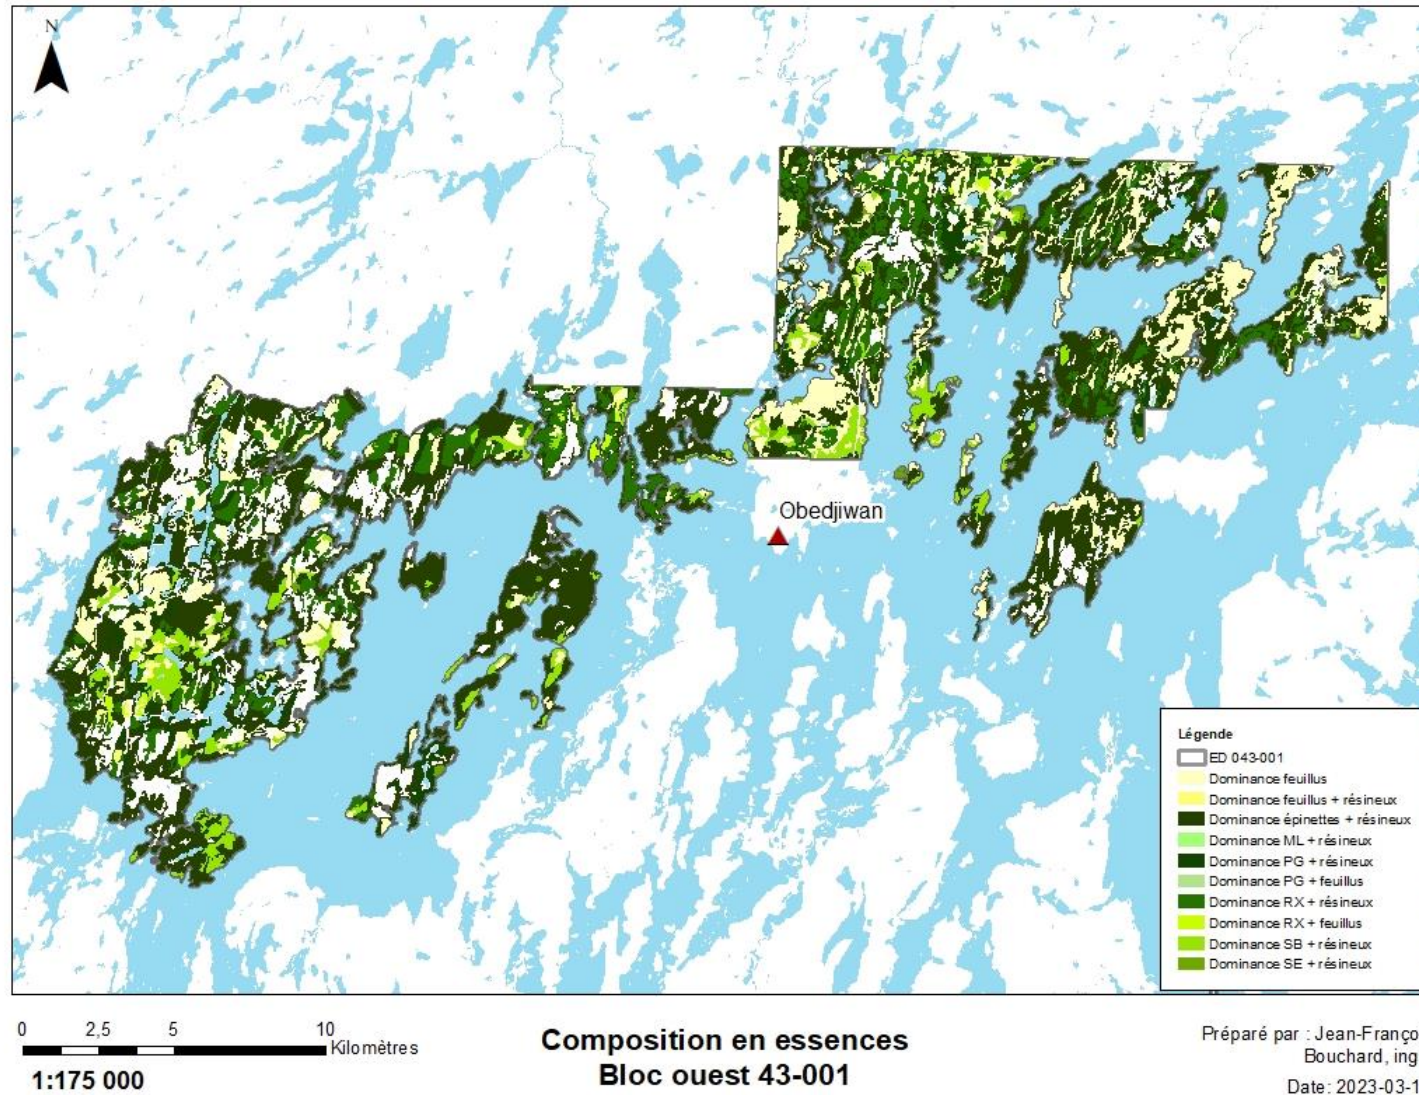 N
Obedjiwan
Légende
ED 043-001
Dominance feuillus
Dominance feuillus + résineux
Dominance épinettes + résineux
Dominance ML + résineux
Dominance PG + résineux
Dominance PG + feuillus
Dominance RX + résineux
Dominance RX + feuillus
Dominance SB + résineux
Dominance SE + résineux
0 2,5 5 10
Kilomètres
1:175 000
Composition en essences
Bloc ouest 43-001
Préparé par : Jean-Franço
Bouchard, ing
Date: 2023-03-1